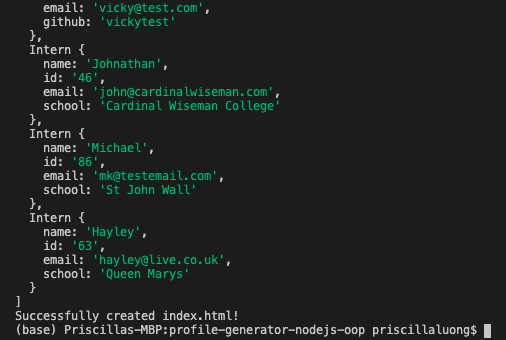 email: 'vicky@test.com',
github: 'vickytest'
},
Intern {
name: 'Johnathan',
id: '46',
email: 'john@cardinalwiseman.com',
school: 'Cardinal Wiseman College'
},
Intern {
name: 'Michael',
id: '86',
email: 'mk@testemail.com',
school: 'St John Wall'
},
Intern {
name: 'Hayley',
id: '63',
email: 'hayley@live.co.uk',
school: 'Queen Marys'
}
]
Successfully created index.html!
(base) Priscillas-MBP:profile-generator-nodejs-oop priscillaluong$